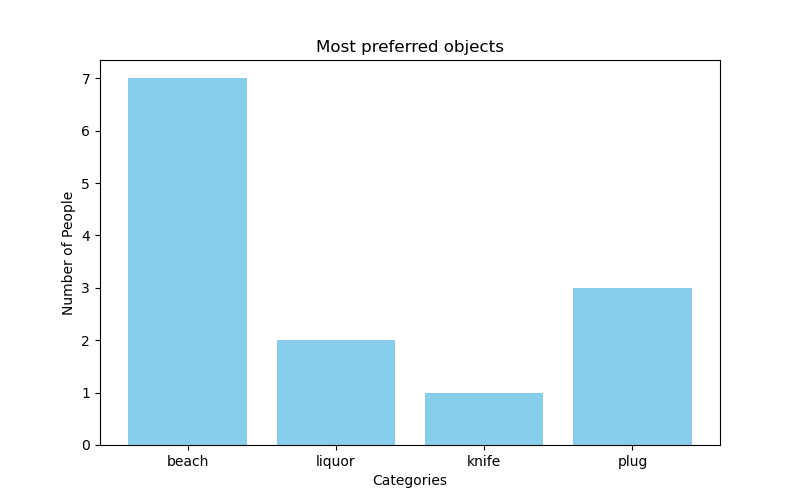 Most preferred objects
Number of People
7
6
5
4
3
2
1
0
beach liquor knife plug
Categories